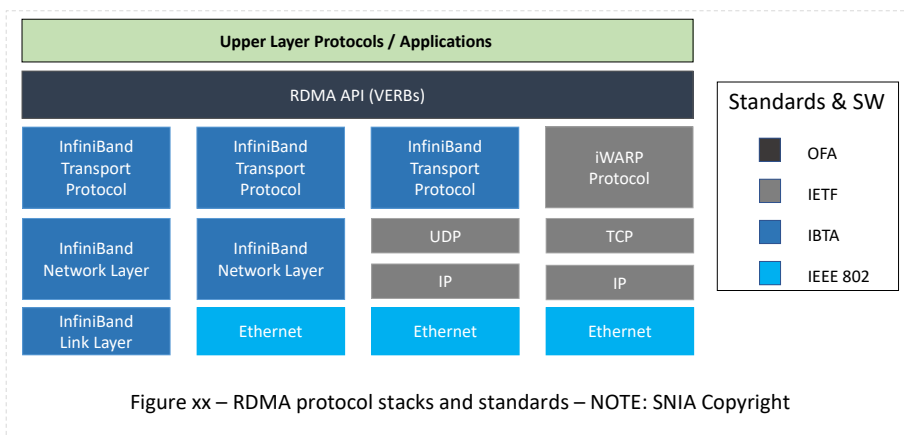 Upper Layer Protocols / Applications
RDMA API (VERBs)
InfiniBand
Transport
Protocol
InfiniBand
Transport
Protocol
InfiniBand
Transport
Protocol
iWARP
Protocol
InfiniBand
Network Layer
InfiniBand
Network Layer
UDP
IP
TCP
IP
InfiniBand
Link Layer
Ethernet
Ethernet
Ethernet
Standards & SW
OFA
IETF
IBTA
IEEE 802
Figure xx – RDMA protocol stacks and standards – NOTE: SNIA Copyright